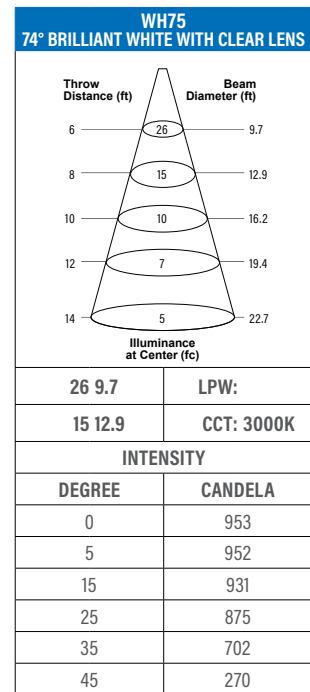 WH75
74° BRILLIANT WHITE WITH CLEAR LENS
Throw Beam
Distance (ft) Diameter (ft)
6 26 9.7
8 15 12.9
10 10 16.2
12 7 19.4
14 5 22.7
Illuminance
at Center (fc)
26 9.7 LPW:
15 12.9 CCT: 3000K
INTENSITY
DEGREE CANDELA
0 953
5 952
15 931
25 875
35 702
45 270